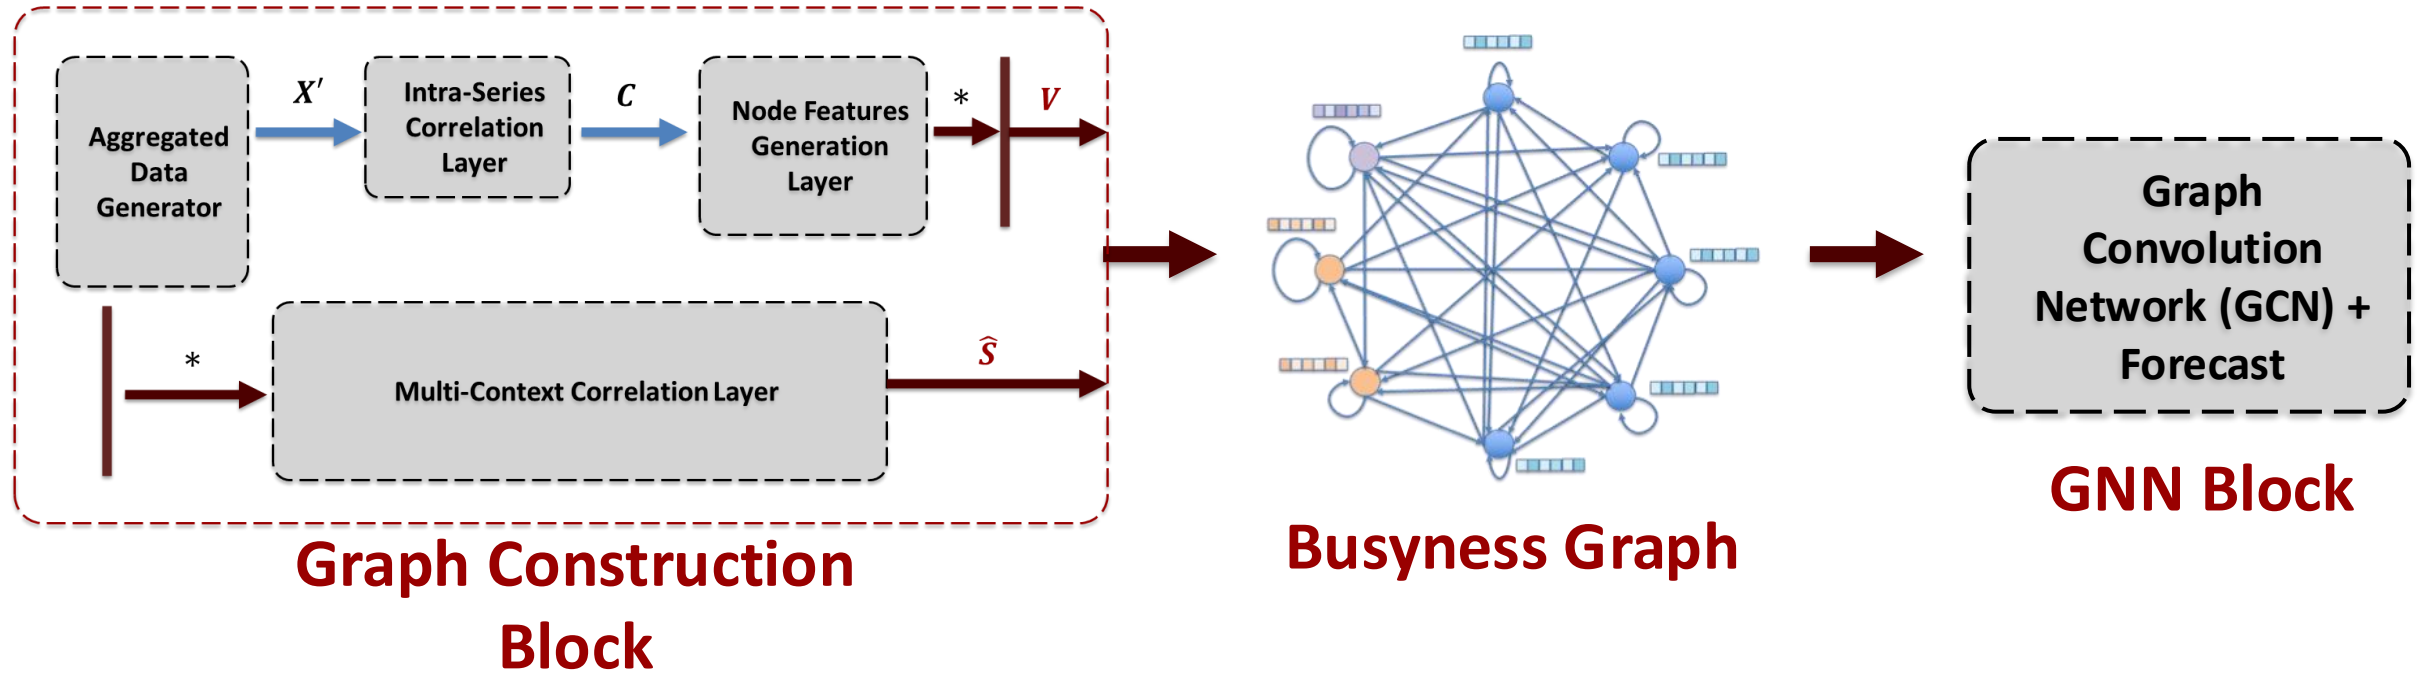 Aggregated
Data
Generator
X′
Intra-Series
Correlation
Layer
C
Node Features
Generation
Layer
*
V
*
Multi-Context Correlation Layer
Ŝ
Graph Construction
Block
Busyness Graph
Graph
Convolution
Network (GCN) +
Forecast
GNN Block